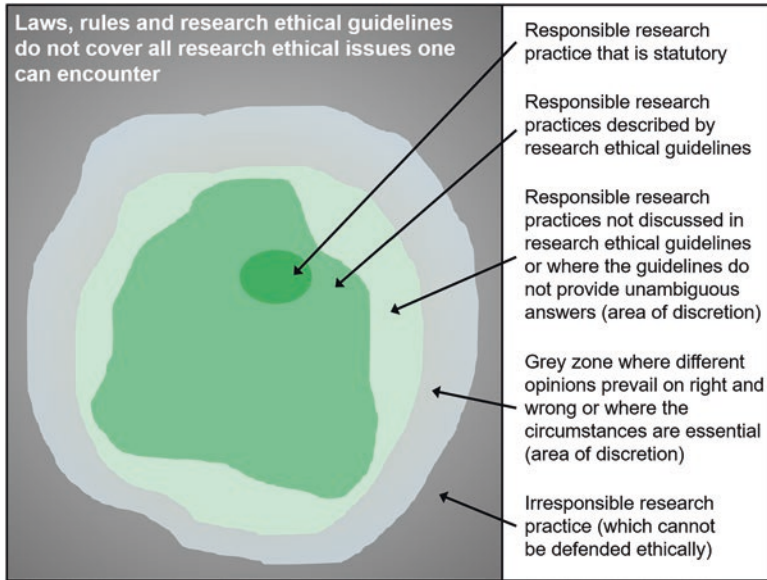 Laws, rules and research ethical guidelines
do not cover all research ethical issues one
can encounter
Responsible research
practice that is statutory
Responsible research
practices described by
research ethical guidelines
Responsible research
practices not discussed in
research ethical guidelines
or where the guidelines do
not provide unambiguous
answers (area of discretion)
Grey zone where different
opinions prevail on right and
wrong or where the
circumstances are essential
(area of discretion)
Irresponsible research
practice (which cannot
be defended ethically)